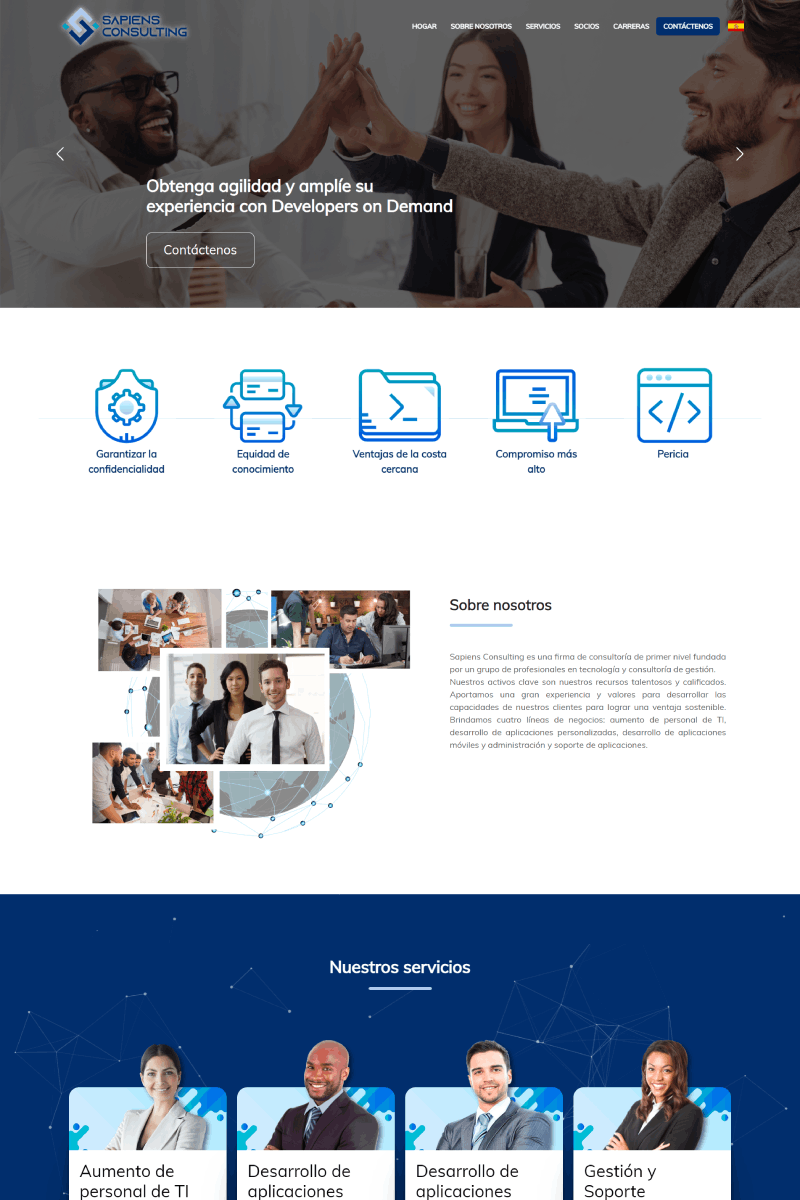 SAPIENS
CONSULTING
HOGAR SOBRE NOSOTROS SERVICIOS SOCIOS CARRERAS CONTÁCTENOS
Obtenga agilidad y amplíe su
experiencia con Developers on Demand
Contáctenos
Garantizar la
confidencialidad
Equidad de
conocimiento
Ventajas de la costa
cercana
Compromiso más
alto
Pericia
Sobre nosotros
Sapiens Consulting es una firma de consultoría de primer nivel fundada
por un grupo de profesionales en tecnología y consultoría de gestión.
Nuestros activos clave son nuestros recursos talentosos y calificados.
Aportamos una gran experiencia y valores para desarrollar las
capacidades de nuestros clientes para lograr una ventaja sostenible.
Brindamos cuatro líneas de negocios: aumento de personal de TI,
desarrollo de aplicaciones personalizadas, desarrollo de aplicaciones
móviles y administración y soporte de aplicaciones.
Nuestros servicios
Aumento de
personal de TI
Desarrollo de
aplicaciones
Desarrollo de
aplicaciones
Gestión y
Soporte